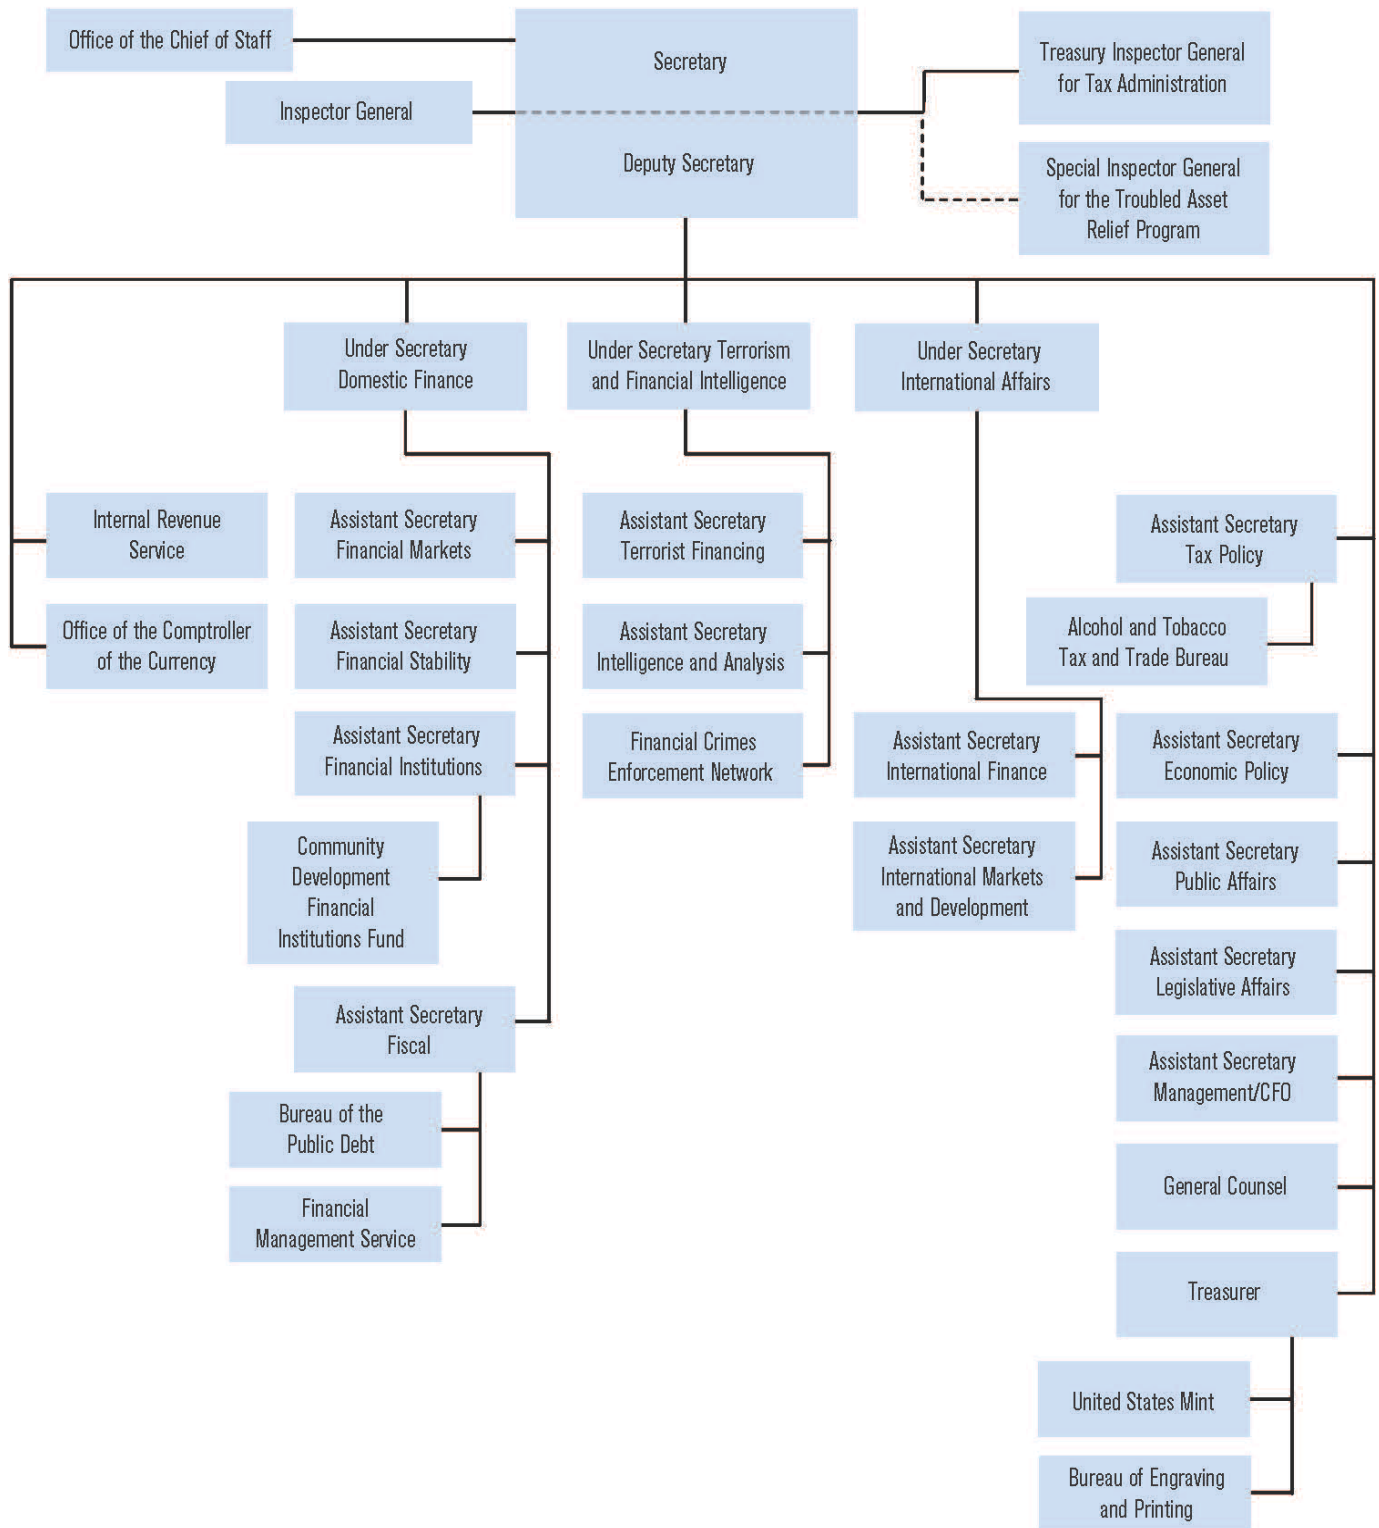 Office of the Chief of Staff
Secretary
Treasury Inspector General
for Tax Administration
Inspector General
Deputy Secretary
Special Inspector General
for the Troubled Asset
Relief Program
Under Secretary
Domestic Finance
Under Secretary Terrorism
and Financial Intelligence
Under Secretary
International Affairs
Internal Revenue
Service
Office of the Comptroller
of the Currency
Assistant Secretary
Financial Markets
Assistant Secretary
Financial Stability
Assistant Secretary
Financial Institutions
Community
Development
Financial
Institutions Fund
Assistant Secretary
Fiscal
Bureau of the
Public Debt
Financial
Management Service
Assistant Secretary
Terrorist Financing
Assistant Secretary
Intelligence and Analysis
Financial Crimes
Enforcement Network
Assistant Secretary
International Finance
Assistant Secretary
International Markets
and Development
Assistant Secretary
Tax Policy
Alcohol and Tobacco
Tax and Trade Bureau
Assistant Secretary
Economic Policy
Assistant Secretary
Public Affairs
Assistant Secretary
Legislative Affairs
Assistant Secretary
Management/CFO
General Counsel
Treasurer
United States Mint
Bureau of Engraving
and Printing